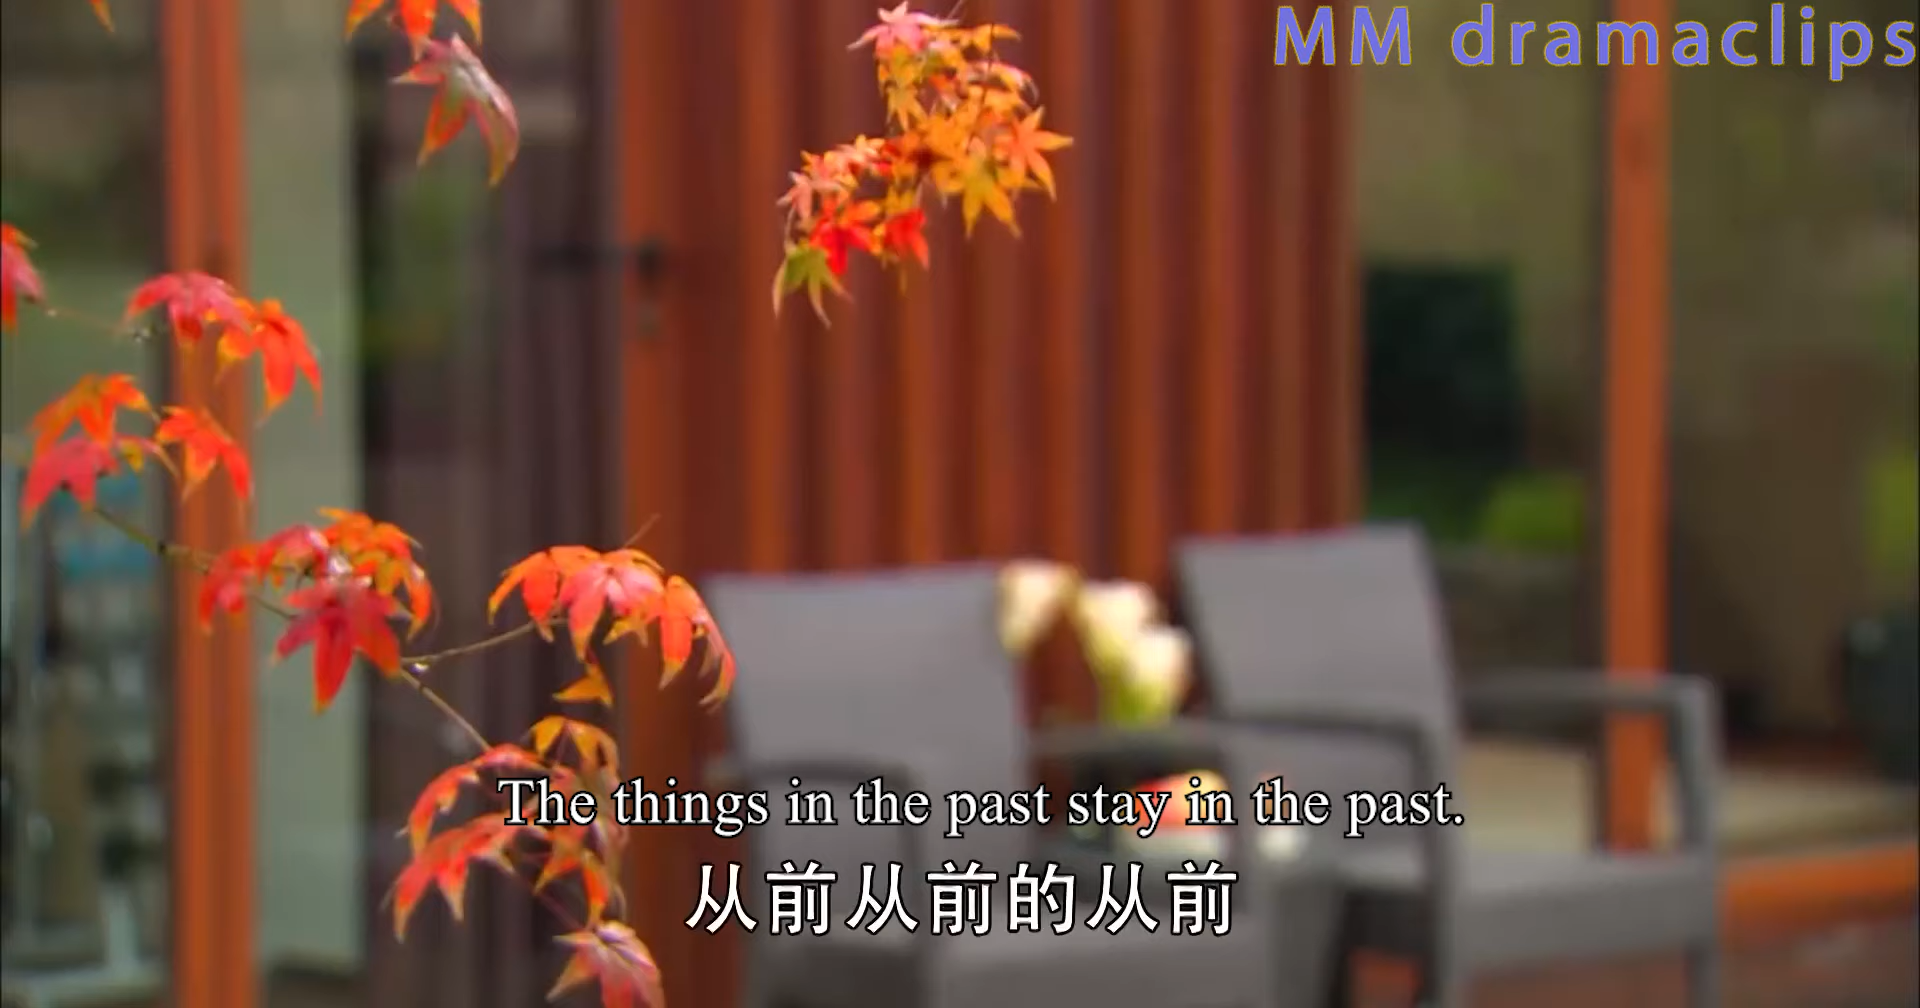 MM dramaclips
The things in the past stay in the past.
从前从前的从前